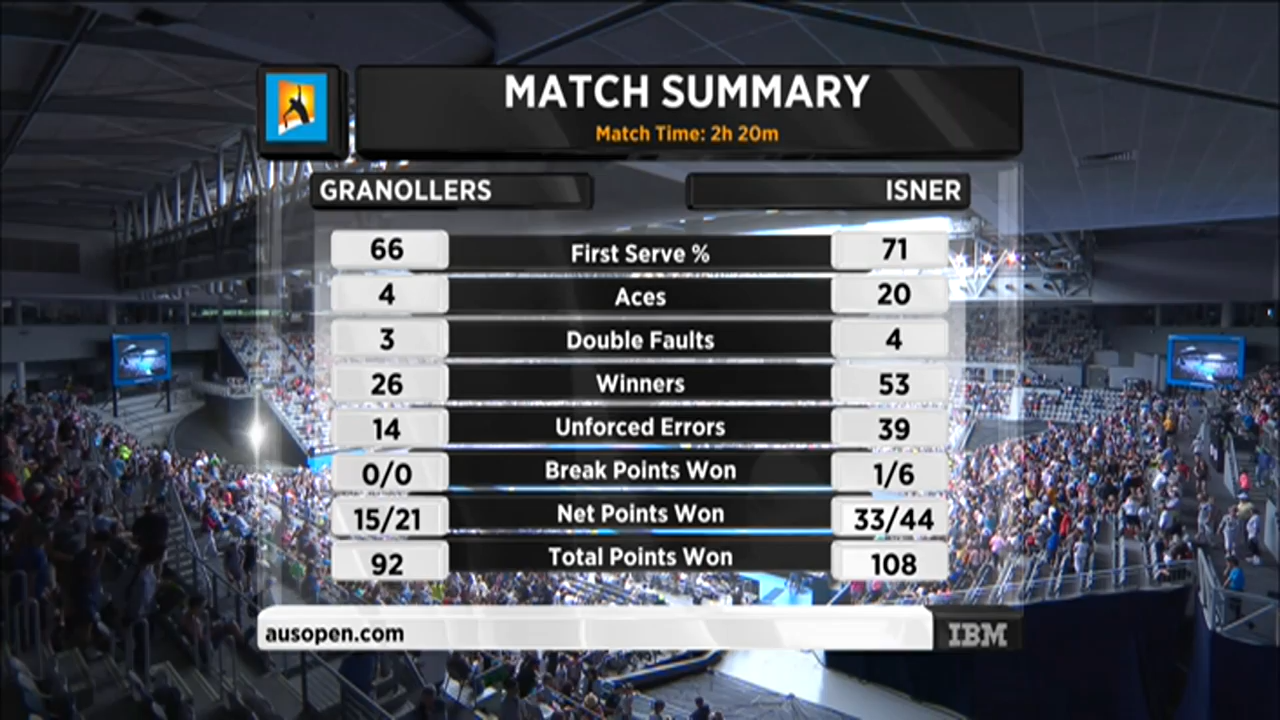 MATCH SUMMARY
Match Time: 2h 20m
GRANOLLERS ISNER
66 First Serve % 71
4 Aces 20
3 Double Faults 4
26 Winners 53
14 Unforced Errors 39
0/0 Break Points Won 1/6
15/21 Net Points Won 33/44
92 Total Points Won 108
ausopen.com IBM